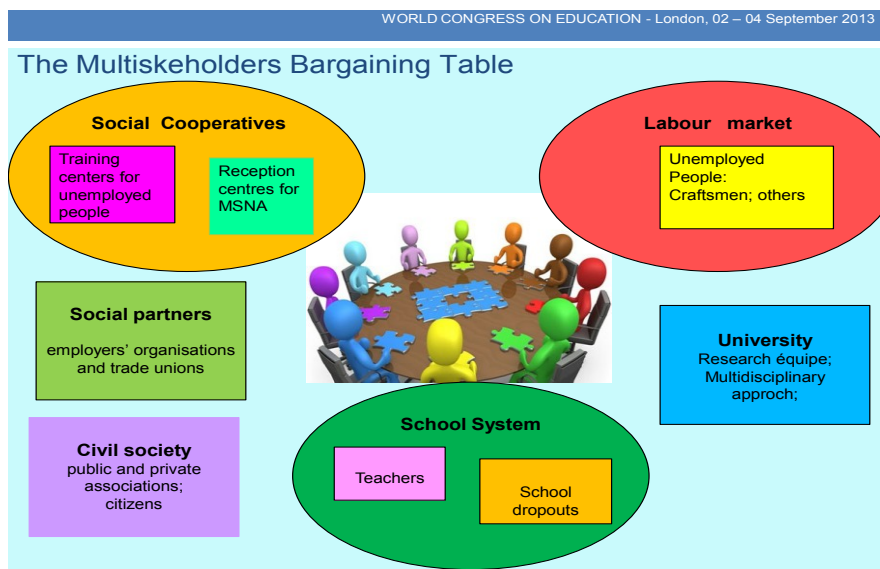 WORLD CONGRESS ON EDUCATION - London, 02 – 04 September 2013
The Multiskeholders Bargaining Table
Social Cooperatives
Training
centers for
unemployed
people
Reception
centres for
MSNA
Labour market
Unemployed
People:
Craftsmen; others
Social partners
employers' organisations
and trade unions
University
Research équipe;
Multidisciplinary
approch;
Civil society
public and private
associations;
citizens
School System
Teachers
School
dropouts